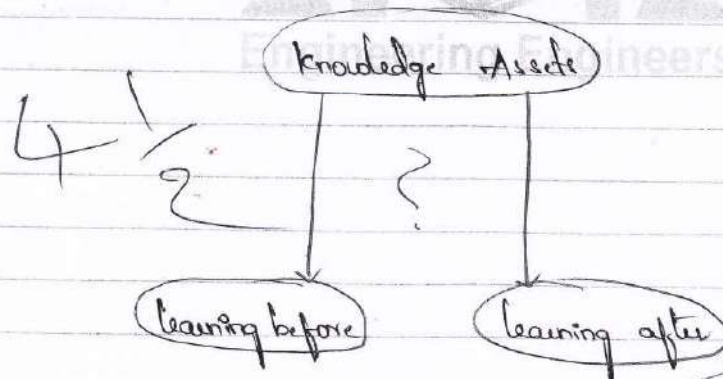 Engineering Engineers
Knowledge Assets
4 1/2
?
learning before
learning after